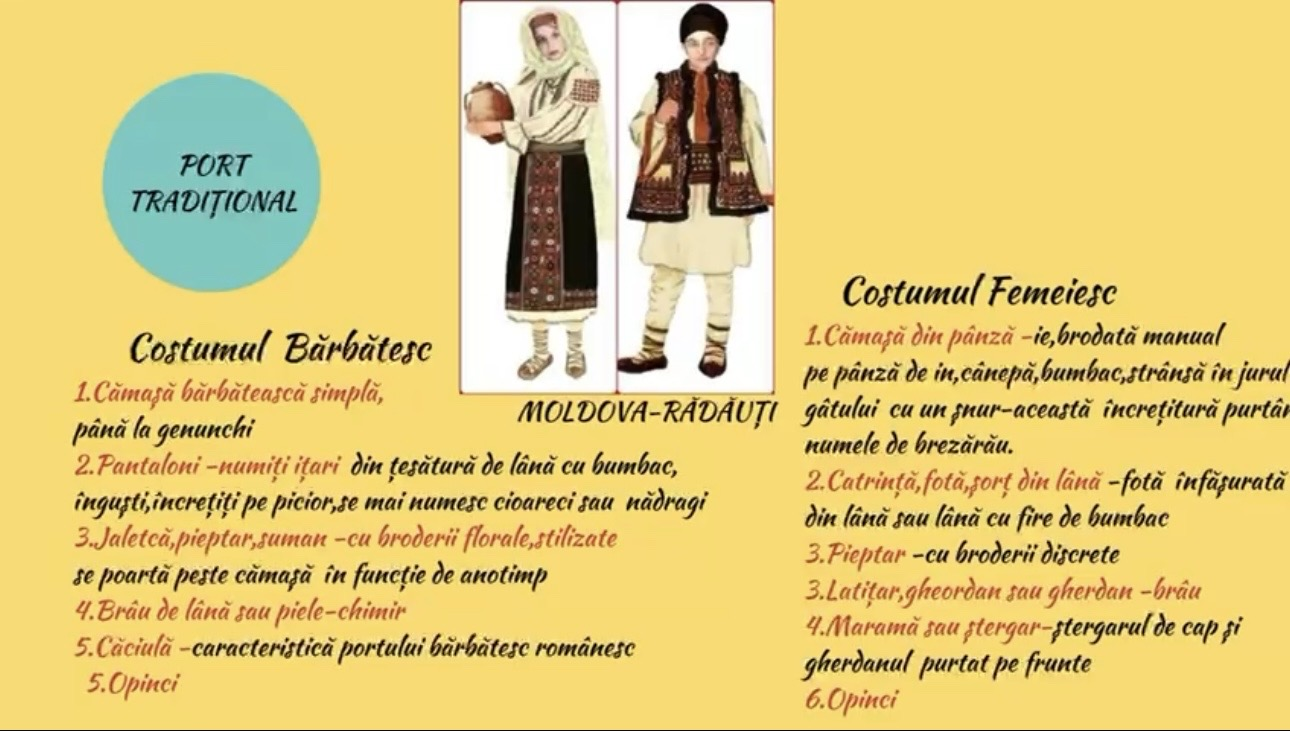 PORT
TRADIȚIONAL
MOLDOVA-RĂDĂUȚI
Costumul Bărbătesc
1.Cămașă bărbătească simplă,
până la genunchi
2.Pantaloni -numiți ițari din țesătură de lână cu bumbac,
înguști,încrețiți pe picior,se mai numesc cioareci sau nădragi
3.Jaletcă,pieptar,suman -cu broderii florale,stilizate
se poartă peste cămașă în funcție de anotimp
4.Brâu de lână sau piele-chimir
5.Căciulă -caracteristică portului bărbătesc românesc
5.Opinci
Costumul Femeiesc
1.Cămașă din pânză -ie,brodată manual
pe pânză de in,cânepă,bumbac,strânsă în jurul
gâtului cu un șnur-această încrețitură
numele de brezărău.
2.Catrință,fotă,șorț din lână -fotă înfășurată
din lână sau lână cu fire de bumbac
3.Pieptar -cu broderii discrete
3.Latițar,gheordan sau gherdan -brâu
4.Maramă sau ștergar-ștergarul de cap și
gherdanul purtat pe frunte
6.Opinci